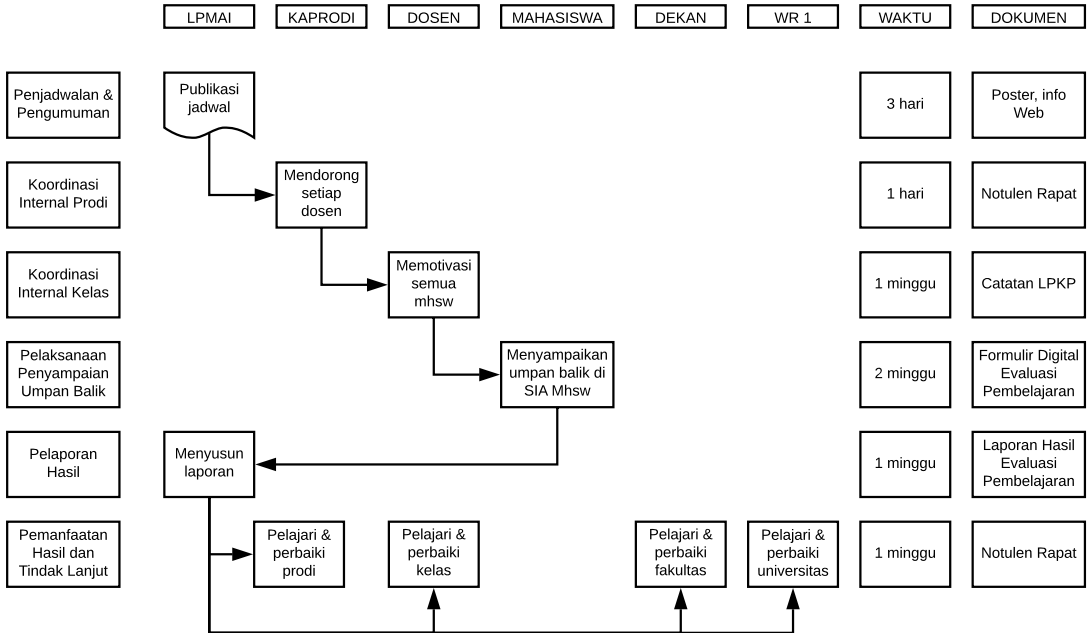 LPMAI
KAPRODI
DOSEN
MAHASISWA
DEKAN
WR 1
WAKTU
DOKUMEN
Penjadwalan &
Pengumuman
Publikasi
jadwal
3 hari
Poster, info
Web
Koordinasi
Internal Prodi
Mendorong
setiap
dosen
1 hari
Notulen Rapat
Koordinasi
Internal Kelas
Memotivasi
semua
mhsw
1 minggu
Catatan LPKP
Pelaksanaan
Penyampaian
Umpan Balik
Menyampaikan
umpan balik di
SIA Mhsw
2 minggu
Formulir Digital
Evaluasi
Pembelajaran
Pelaporan
Hasil
Menyusun
laporan
1 minggu
Laporan Hasil
Evaluasi
Pembelajaran
Pemanfaatan
Hasil dan
Tindak Lanjut
Pelajari &
perbaiki
prodi
Pelajari &
perbaiki
kelas
Pelajari &
perbaiki
fakultas
Pelajari &
perbaiki
universitas
1 minggu
Notulen Rapat